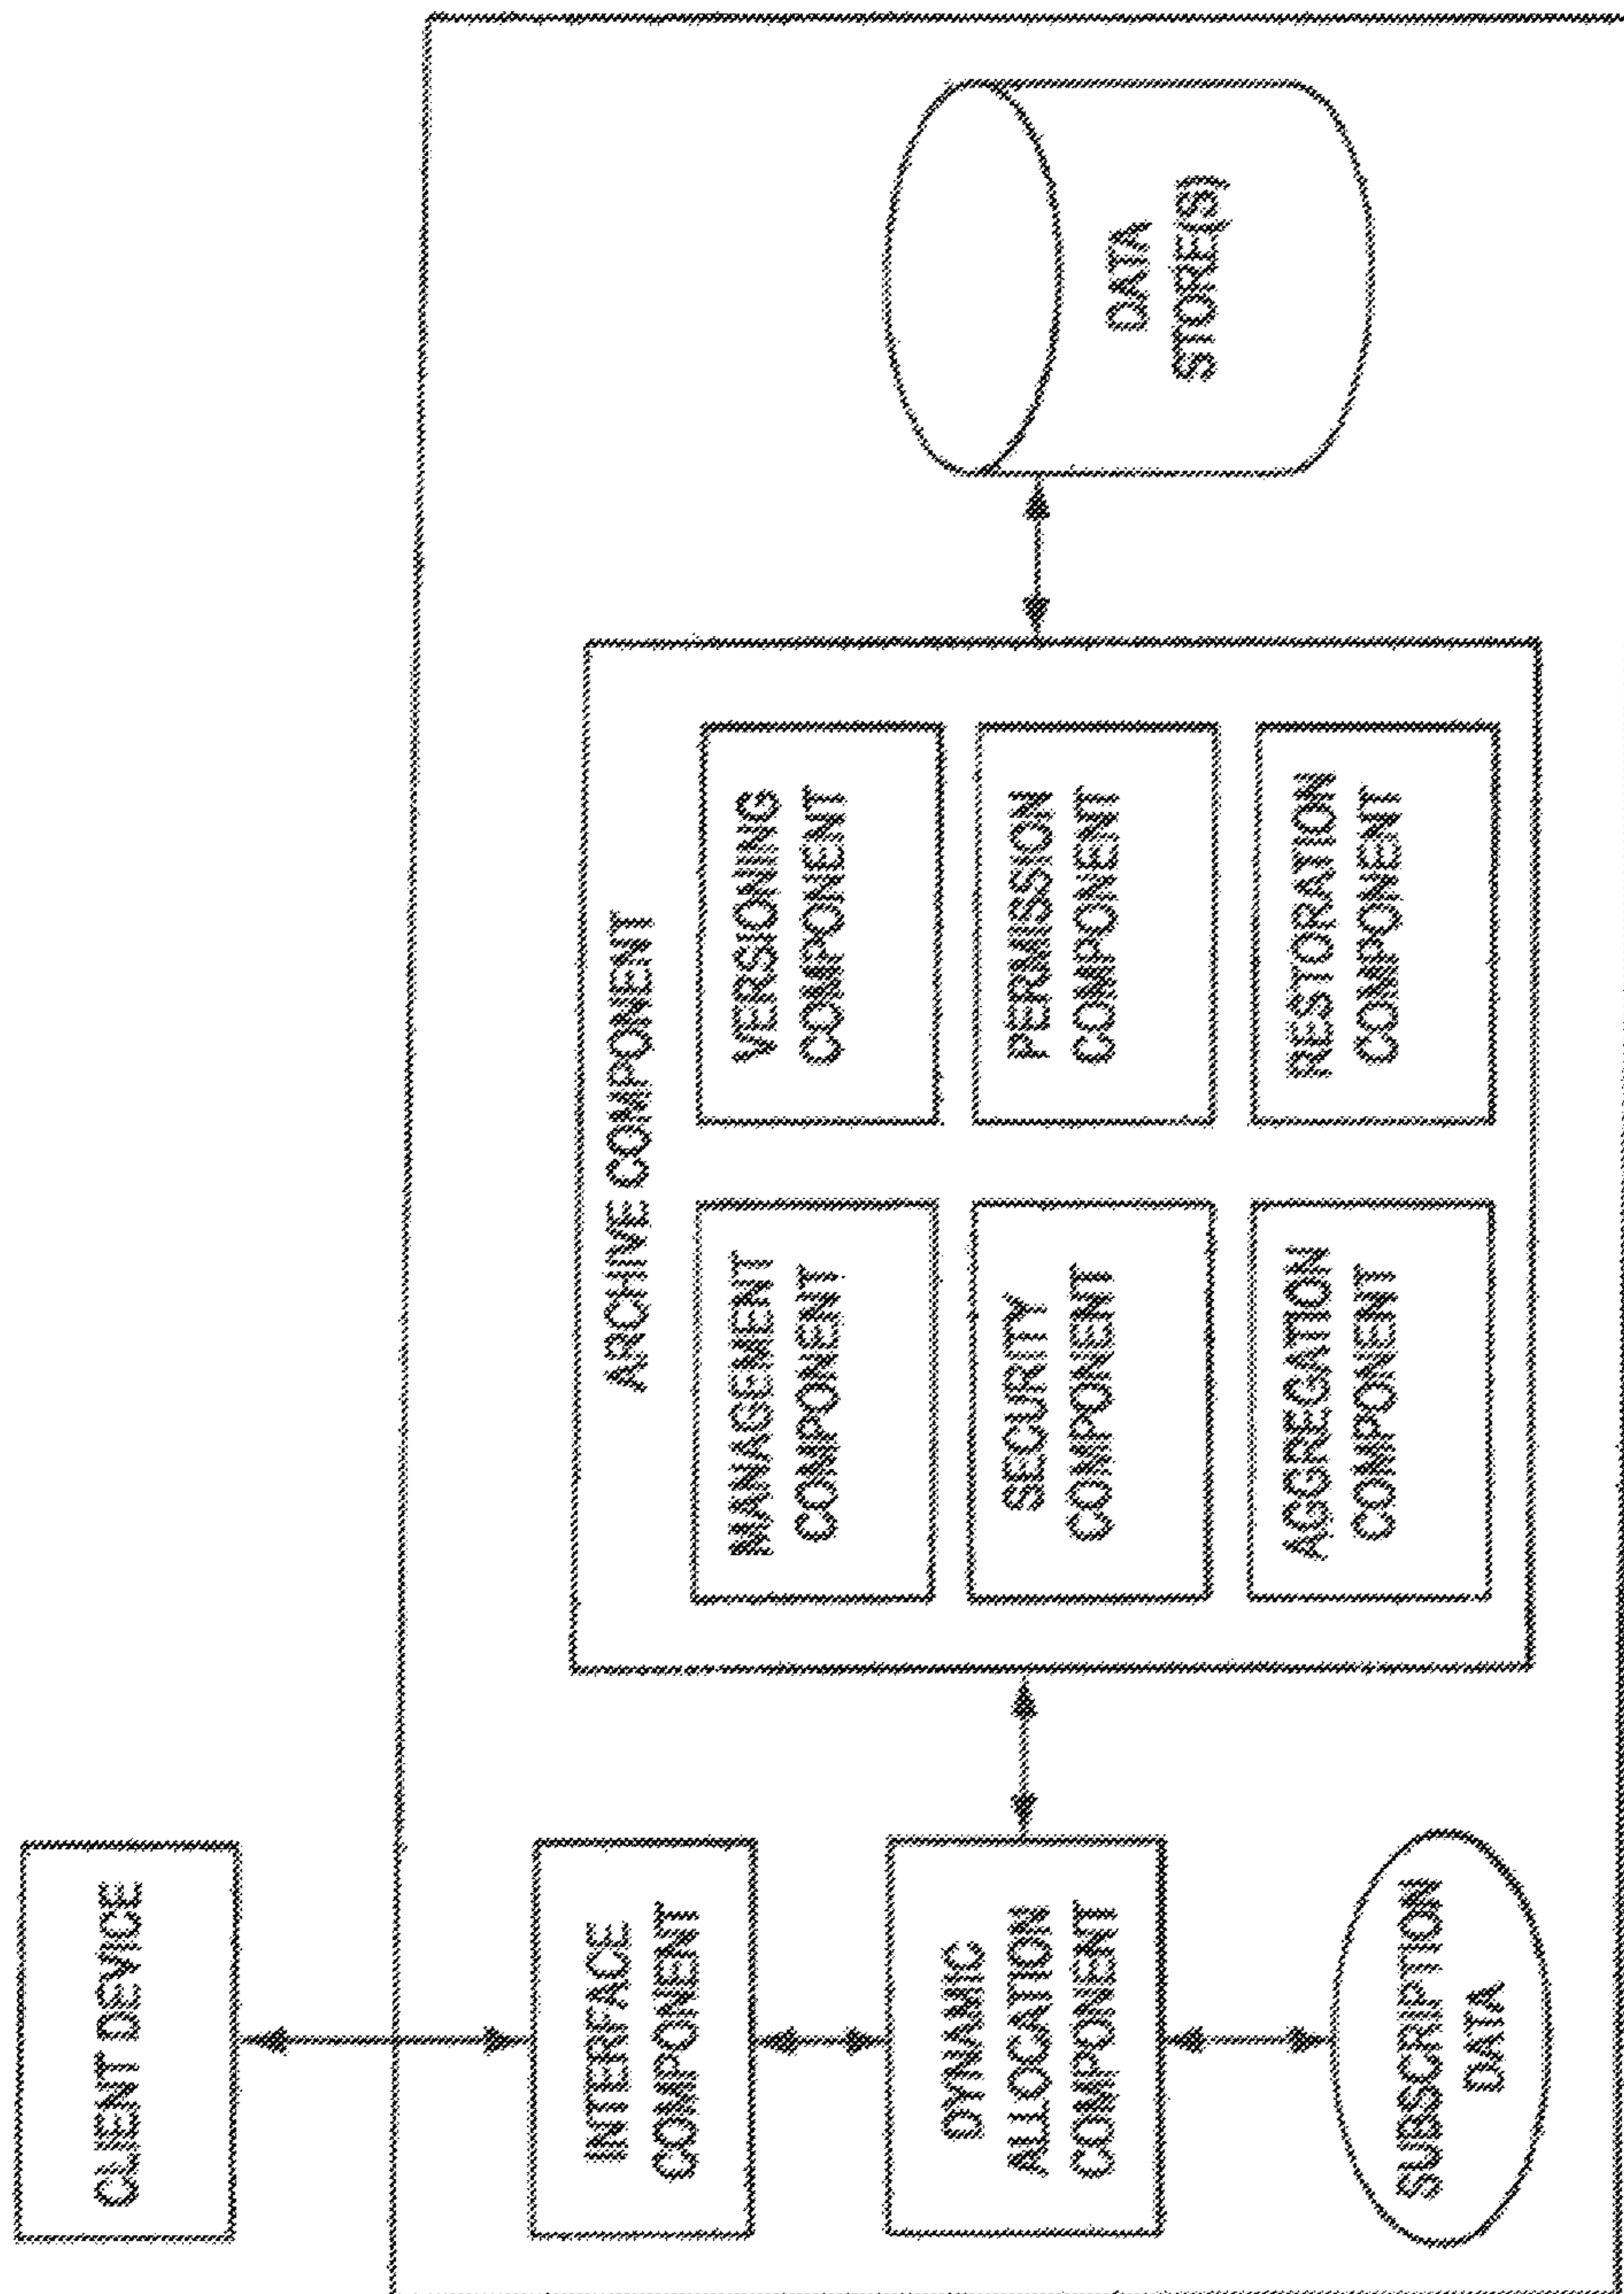 CLIENT DEVICE
INTERFACE
COMPONENT
DYNAMIC
ALLOCATION
COMPONENT
SUBSCRIPTION
DATA
ARCHIVE COMPONENT
MANAGEMENT
COMPONENT
VERSIONING
COMPONENT
SECURITY
COMPONENT
PERMISSION
COMPONENT
AGGREGATION
COMPONENT
RESTORATION
COMPONENT
DATA
STORE(S)